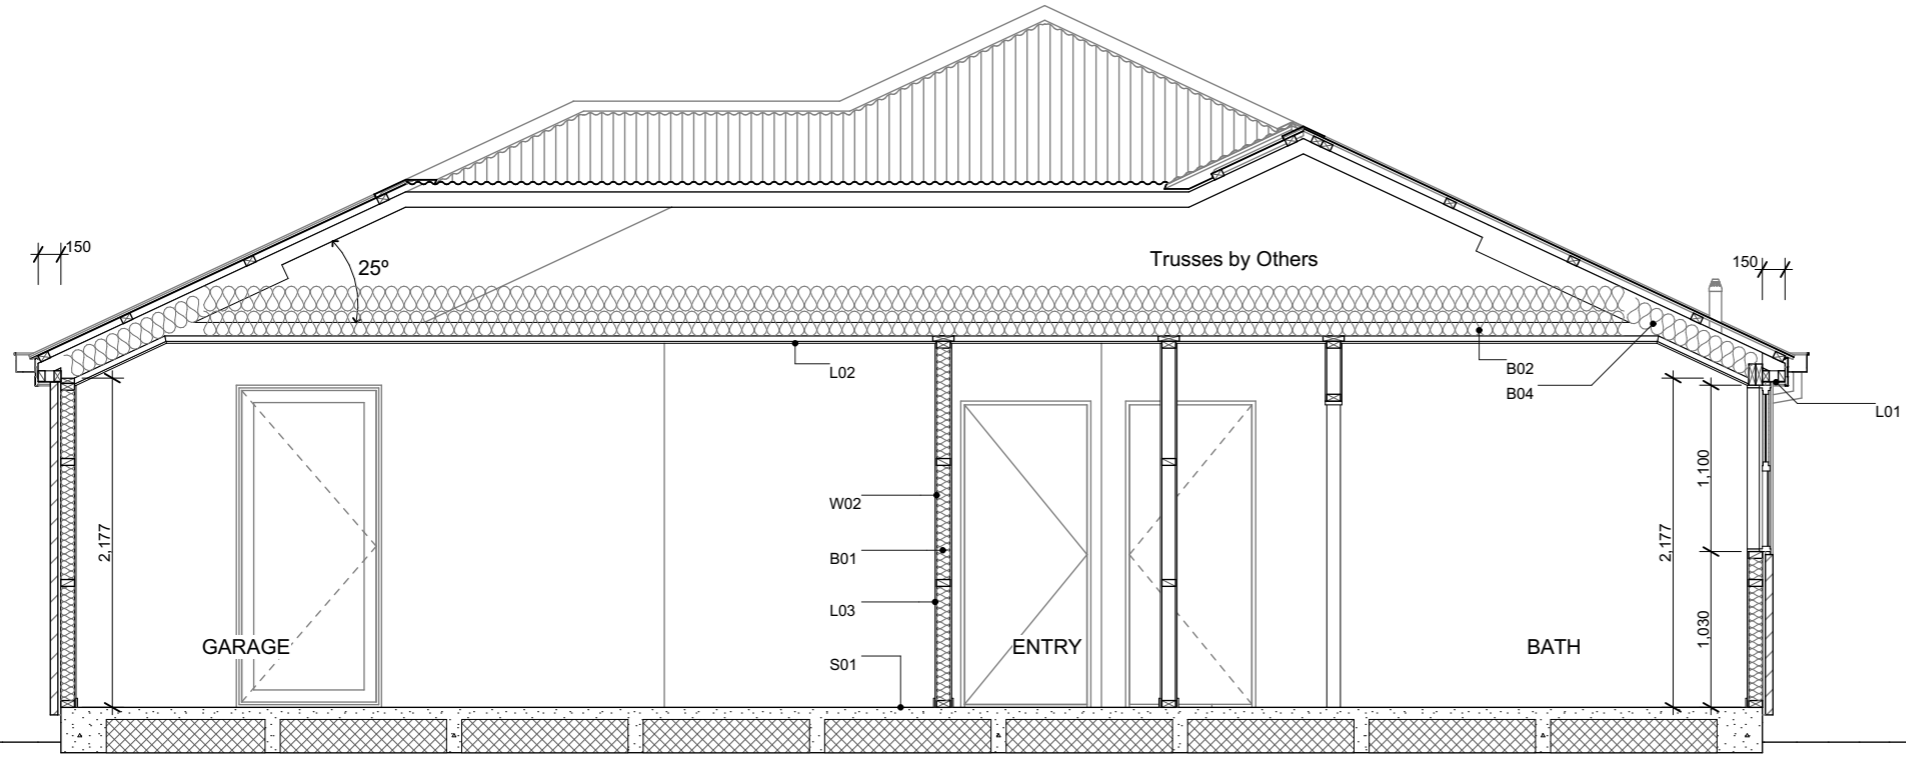 150
25°
Trusses by Others
150
L02
B02
B04
L01
1,100
W02
2,177
2,177
B01
L03
1,030
GARAGE
ENTRY
BATH
S01